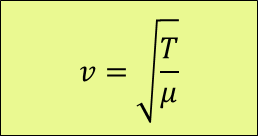 v = √(T/μ)